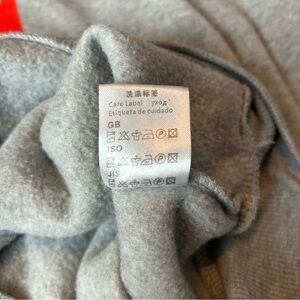 洗涤标签
Care Label
Etiqueta de cuidado
GB
ISO
JIS